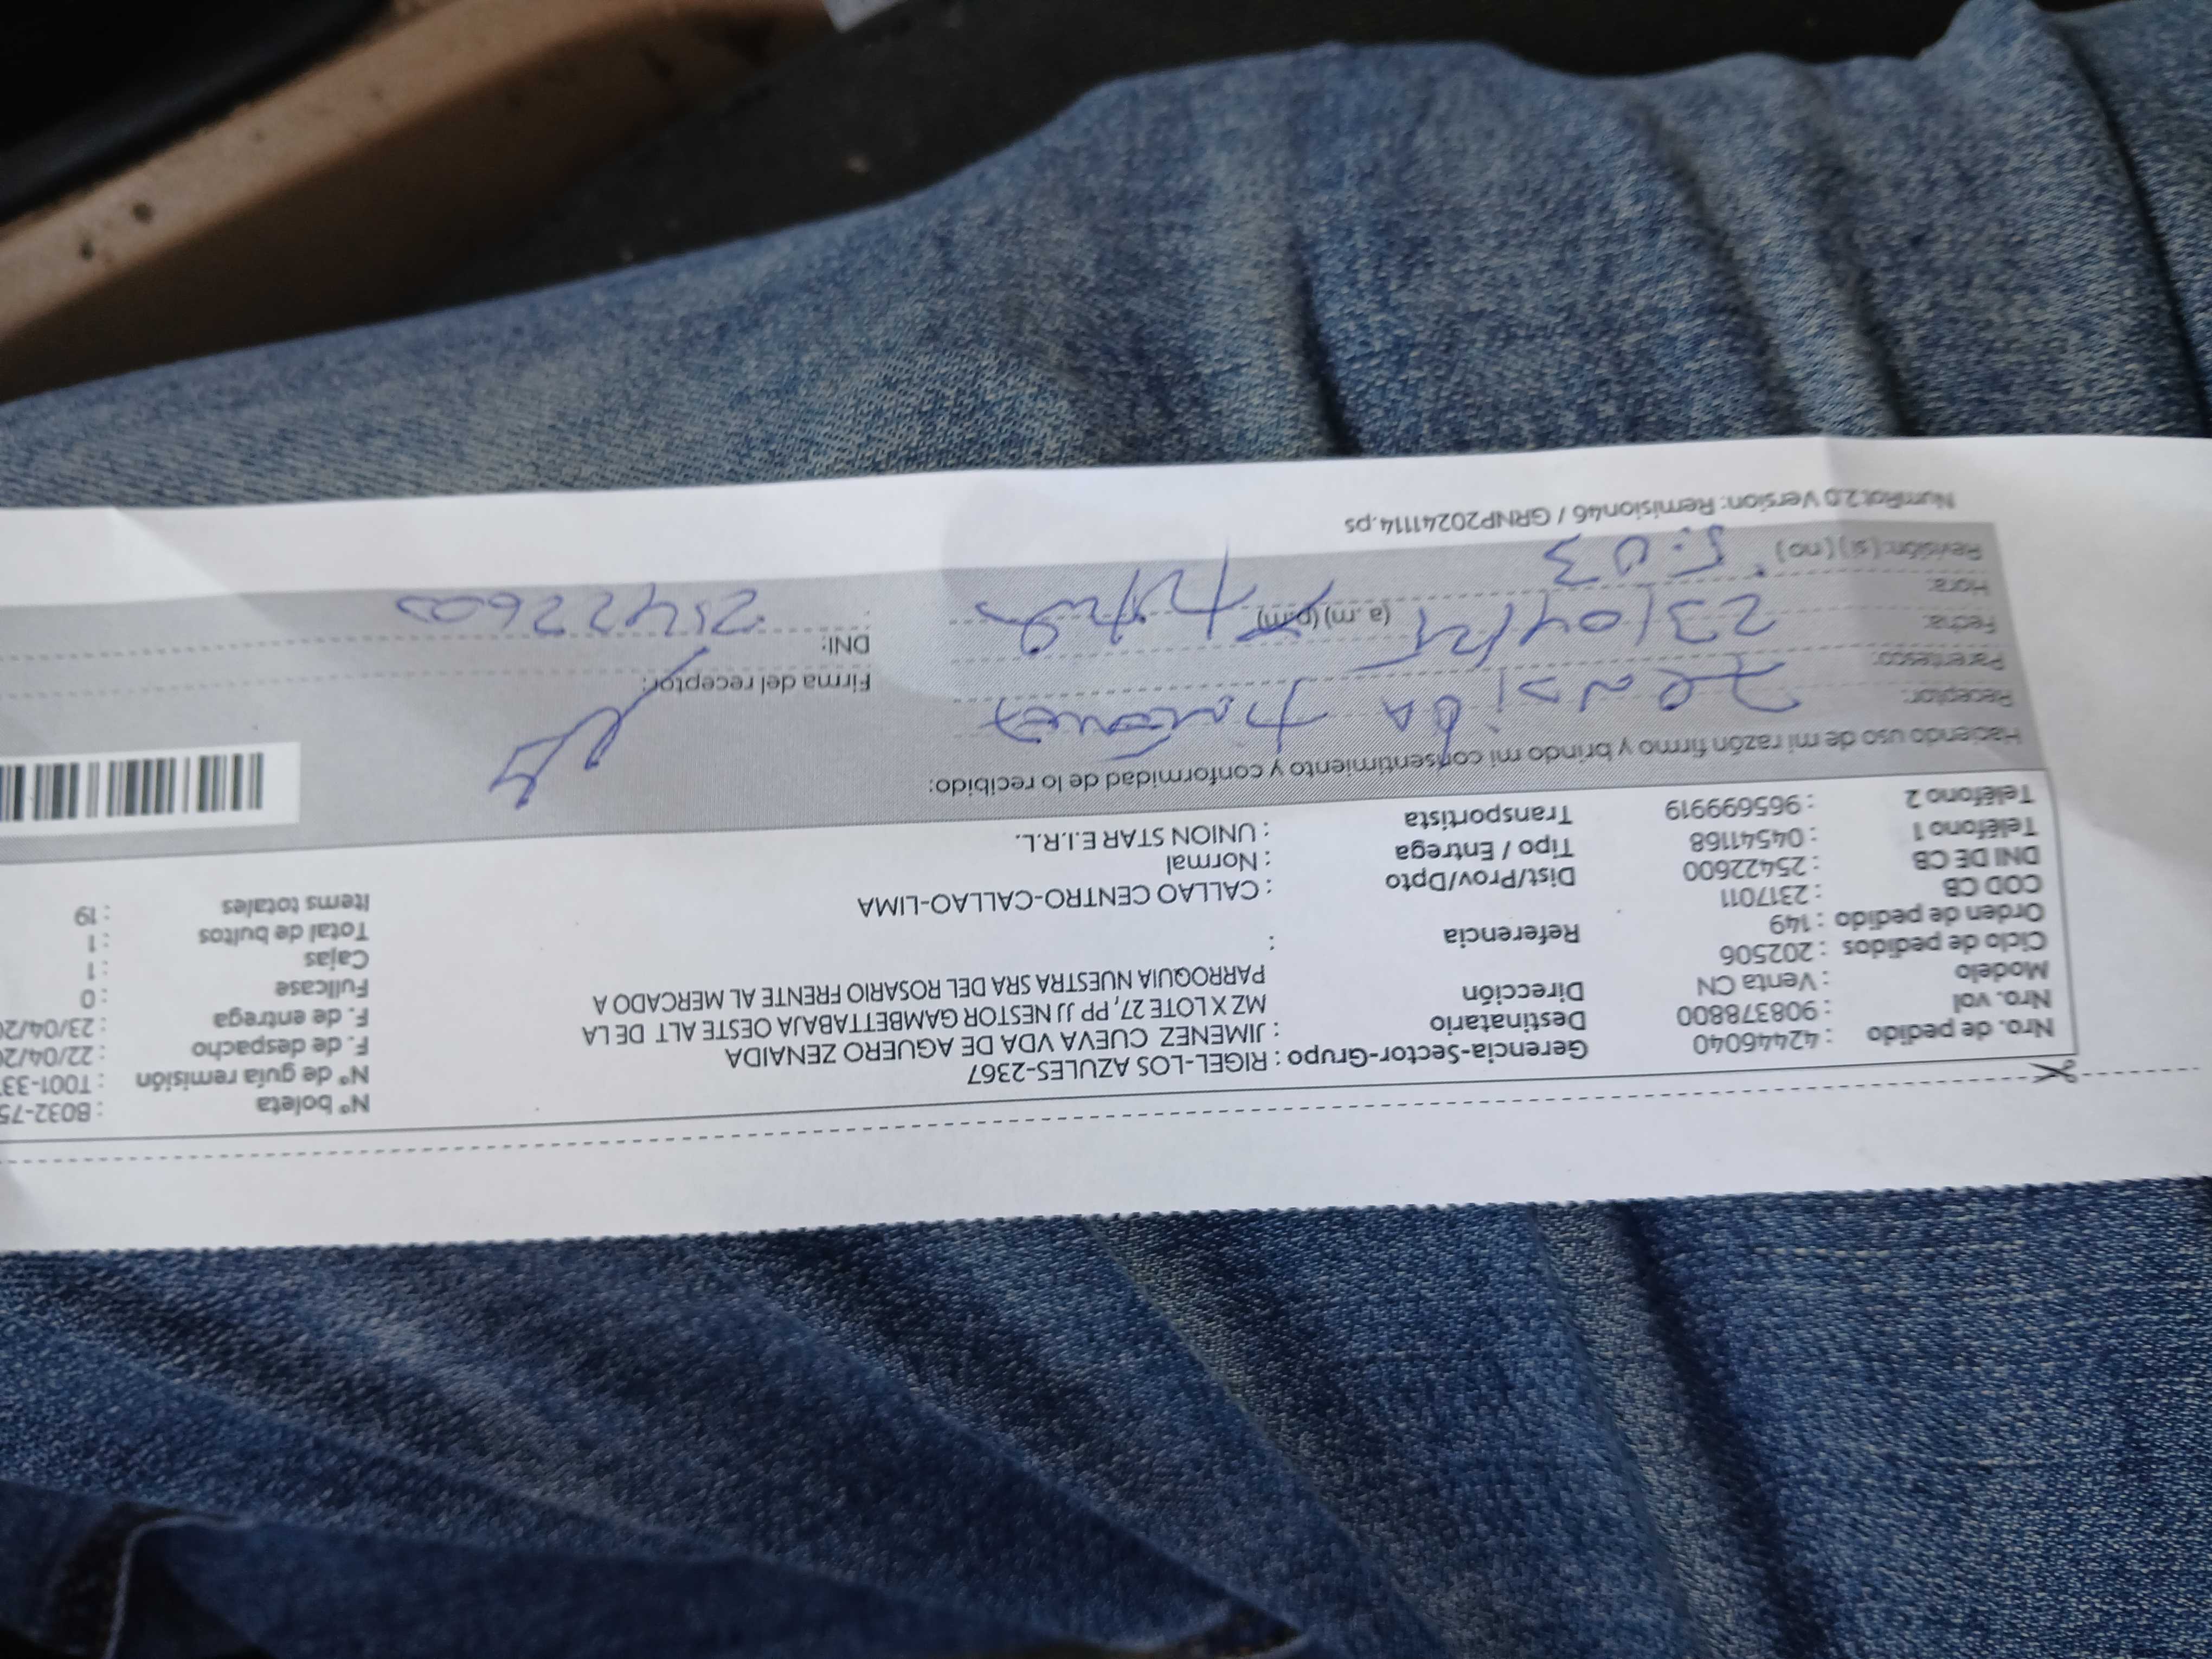 Nro. de pedido : 42446040 Gerencia-Sector-Grupo : RIGEL-LOS AZULES-2367 N° boleta : B032-75
Nro. vol : 908378800 Destinatario : JIMENEZ CUEVA VDA DE AGUERO ZENAIDA N° de guía remisión : T001-33
Modelo : Venta CN Dirección MZ X LOTE 27, PP JJ NESTOR GAMBETTABAJA OESTE ALT DE LA F. de despacho : 22/04/20
Ciclo de pedidos : 202506 PARROQUIA NUESTRA SRA DEL ROSARIO FRENTE AL MERCADO A F. de entrega : 23/04/20
Orden de pedido : 149 Referencia : Fullcase : 0
COD CB : 2317011 Cajas : 1
DNI DE CB : 25422600 Dist/Prov/Dpto : CALLAO CENTRO-CALLAO-LIMA Total de bultos : 1
Teléfono 1 : 04541168 Tipo / Entrega : Normal Items totales : 19
Teléfono 2 : 965699919 Transportista : UNION STAR E.I.R.L.
Haciendo uso de mi razón firmo y brindo mi consentimiento y conformidad de lo recibido:
Receptor:
Parentesco: Firma del receptor:
Fecha: 23/04/25 DNI: 25422600
Hora: 5:03 (a.m) (p.m)
Revisión: (si) (no)
NumRot2.0 Version: Remision46 / GRNP20241114.ps